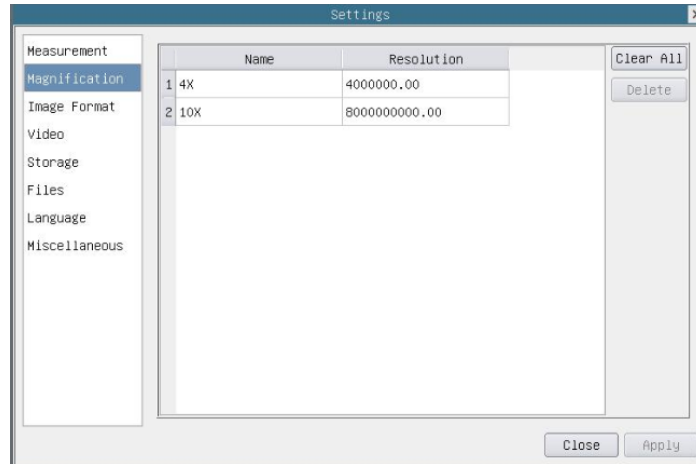 Settings
Measurement
Magnification
Image Format
Video
Storage
Files
Language
Miscellaneous
Name Resolution
1 4X 4000000.00
2 10X 8000000000.00
Clear All
Delete
Close
Apply